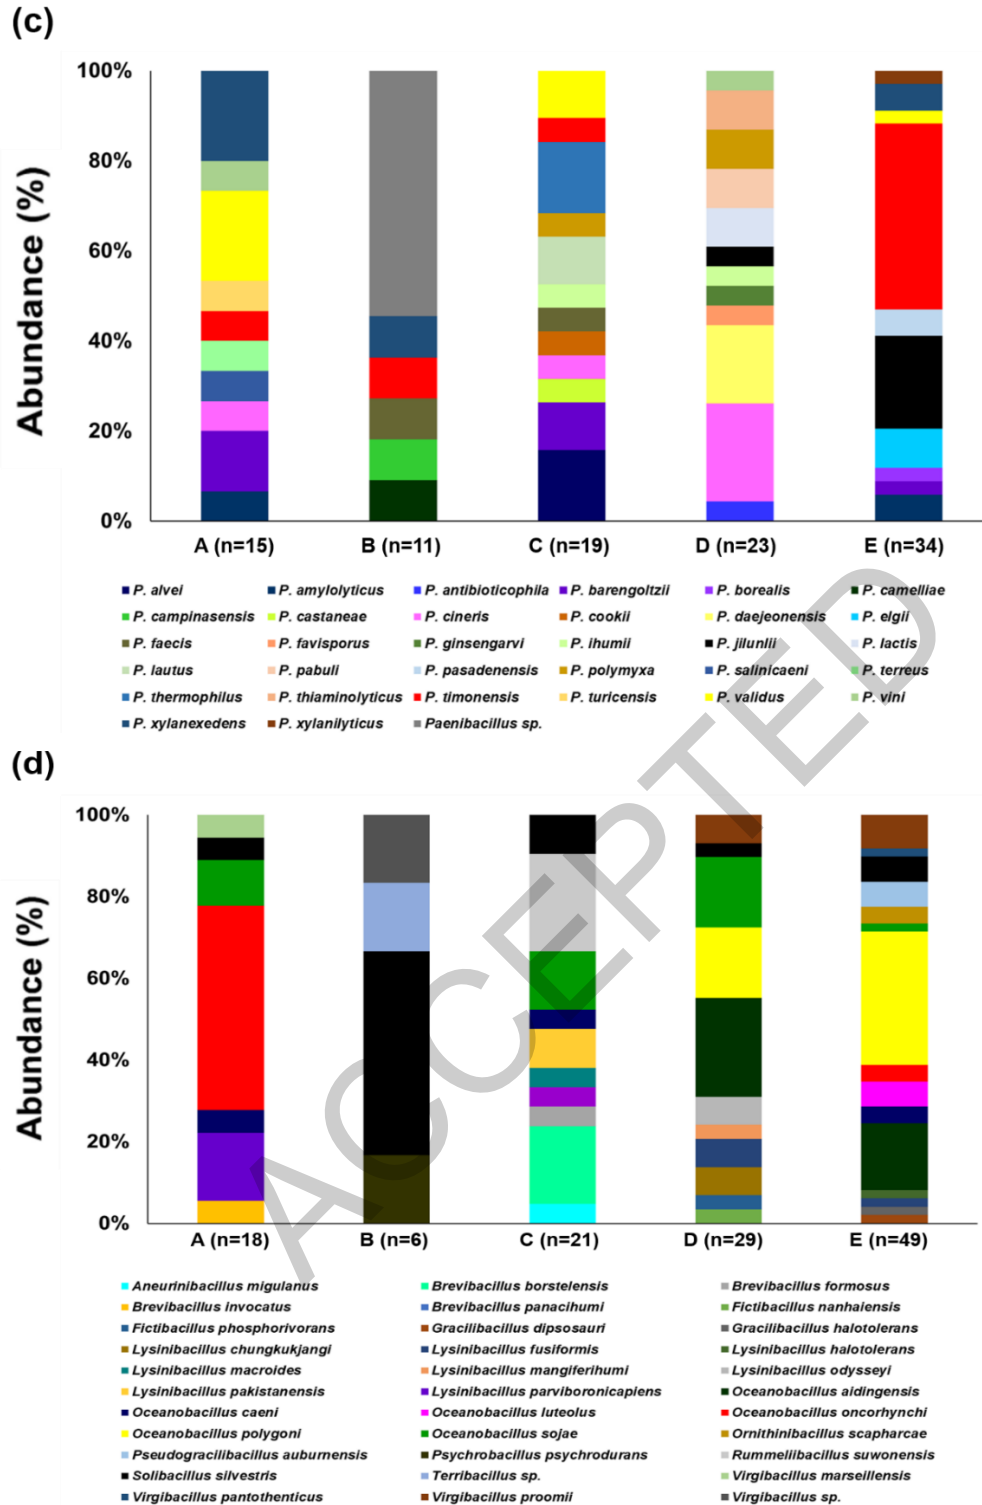 (c)
Abundance (%)
100%
80%
60%
40%
20%
0%
A (n=15) B (n=11) C (n=19) D (n=23) E (n=34)
P. alvei P. amylolyticus P. antibioticophila P. barengoltzii P. borealis P. camelliae
P. campinasensis P. castaneae P. cineris P. cookii P. daejeonensis P. elgii
P. faecis P. favisporus P. ginsengarvi P. ihumii P. jilunlii P. lactis
P. lautus P. pabuli P. pasadenensis P. polymyxa P. salinicaeni P. terreus
P. thermophilus P. thiaminolyticus P. timonensis P. turicensis P. validus P. vini
P. xylanexedens P. xylanilyticus Paenibacillus sp.
(d)
Abundance (%)
100%
80%
60%
40%
20%
0%
A (n=18) B (n=6) C (n=21) D (n=29) E (n=49)
Aneurinibacillus migulanus Brevibacillus borstelensis Brevibacillus formosus
Brevibacillus invocatus Brevibacillus panacihumi Fictibacillus nanhaiensis
Fictibacillus phosphorivorans Gracilibacillus dipsosauri Gracilibacillus halotolerans
Lysinibacillus chungkukjangi Lysinibacillus fusiformis Lysinibacillus halotolerans
Lysinibacillus macroides Lysinibacillus mangiferihumi Lysinibacillus odysseyi
Lysinibacillus pakistanensis Lysinibacillus parviboronicapiens Oceanobacillus aidingensis
Oceanobacillus caeni Oceanobacillus luteolus Oceanobacillus oncorhynchi
Oceanobacillus polygoni Oceanobacillus sojae Ornithinibacillus scapharcae
Pseudogracilibacillus auburnensis Psychrobacillus psychrodurans Rummeliibacillus suwonensis
Solibacillus silvestris Terribacillus sp. Virgibacillus marseillensis
Virgibacillus pantothenticus Virgibacillus proomii Virgibacillus sp.
ACCEPTED